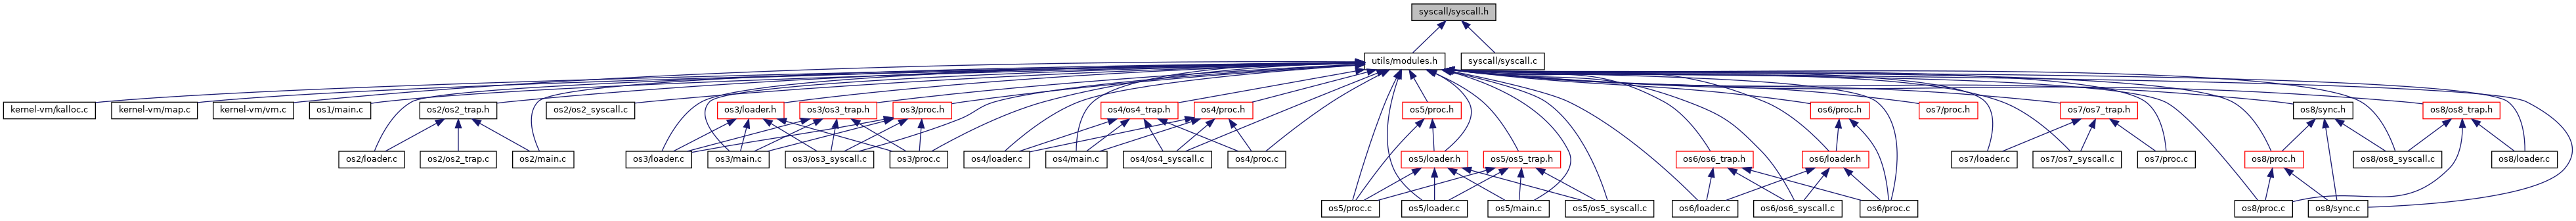 syscall/syscall.h
utils/modules.h
syscall/syscall.c
kernel-vm/kalloc.c
kernel-vm/map.c
kernel-vm/vm.c
os1/main.c
os2/os2_trap.h
os2/os2_syscall.c
os3/loader.h
os3/os3_trap.h
os3/proc.h
os4/os4_trap.h
os4/proc.h
os5/proc.h
os6/proc.h
os7/proc.h
os7/os7_trap.h
os8/sync.h
os8/os8_trap.h
os2/loader.c
os2/os2_trap.c
os2/main.c
os3/loader.c
os3/main.c
os3/os3_syscall.c
os3/proc.c
os4/loader.c
os4/main.c
os4/os4_syscall.c
os4/proc.c
os5/loader.h
os5/os5_trap.h
os6/os6_trap.h
os6/loader.h
os7/loader.c
os7/os7_syscall.c
os7/proc.c
os8/proc.h
os8/os8_syscall.c
os8/loader.c
os5/proc.c
os5/loader.c
os5/main.c
os5/os5_syscall.c
os6/loader.c
os6/os6_syscall.c
os6/proc.c
os8/proc.c
os8/sync.c